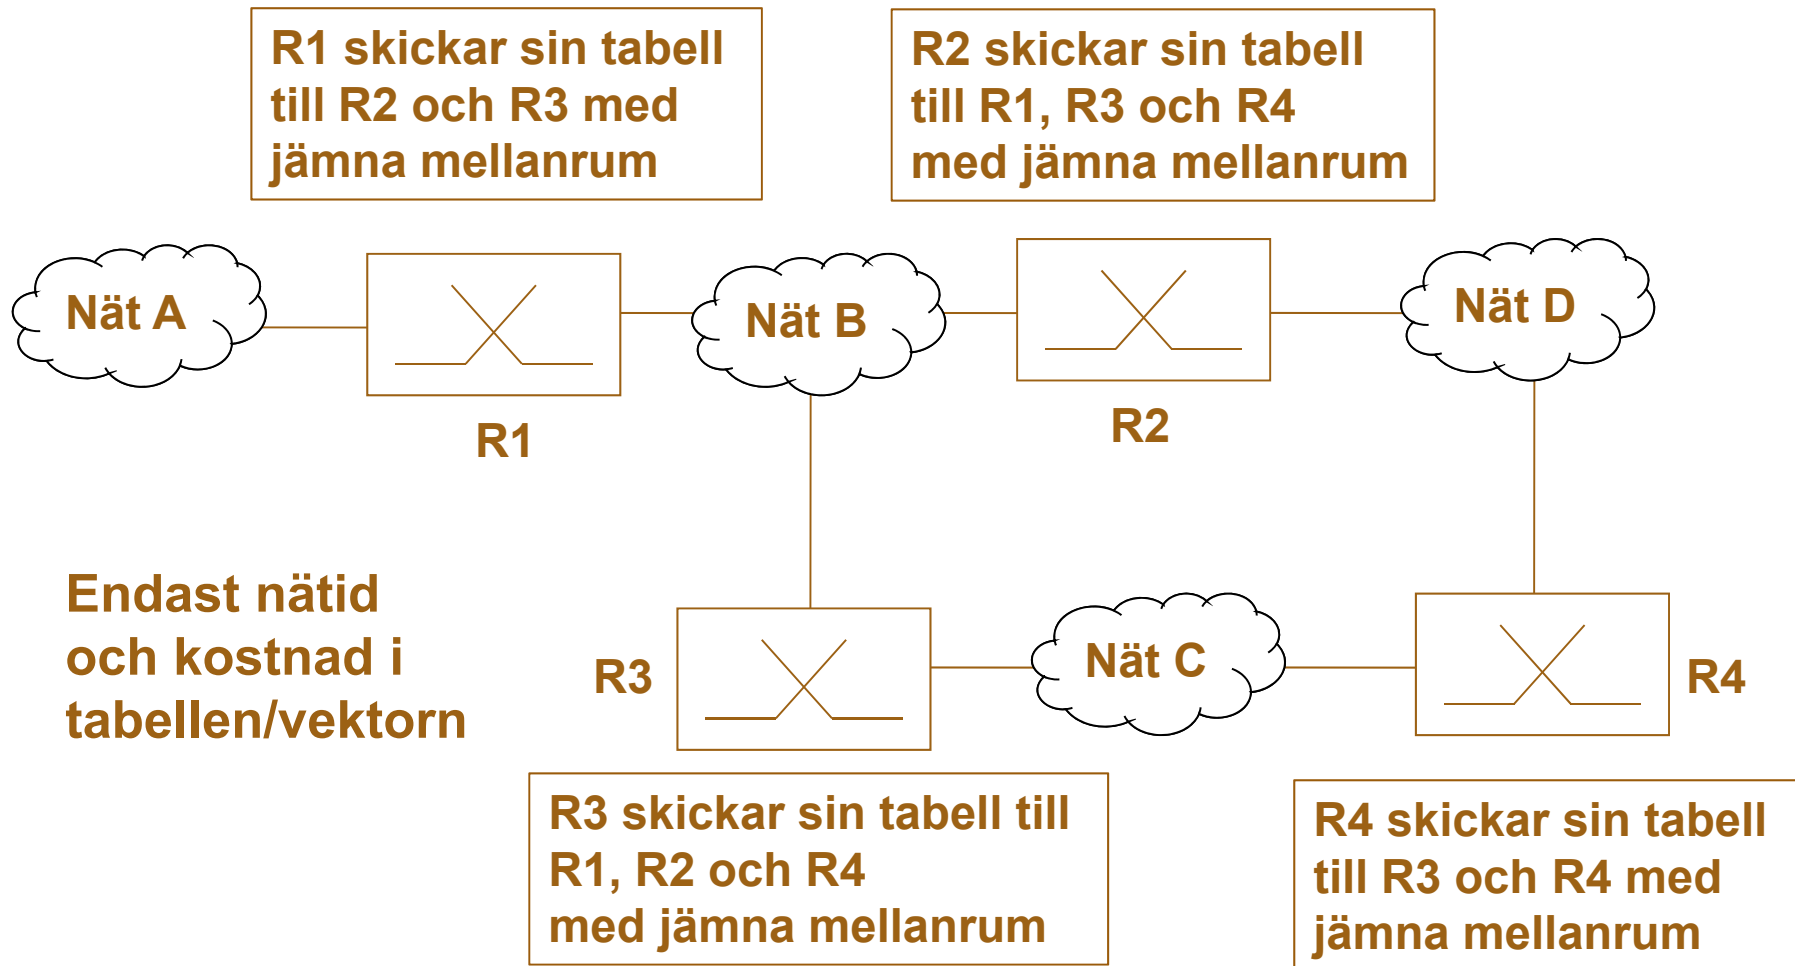 R1 skickar sin tabell
till R2 och R3 med
jämna mellanrum
R2 skickar sin tabell
till R1, R3 och R4
med jämna mellanrum
Nät A
Nät B
Nät D
R1
R2
Endast nätid
och kostnad i
tabellen/vektorn
R3
Nät C
R4
R3 skickar sin tabell till
R1, R2 och R4
med jämna mellanrum
R4 skickar sin tabell
till R3 och R4 med
jämna mellanrum